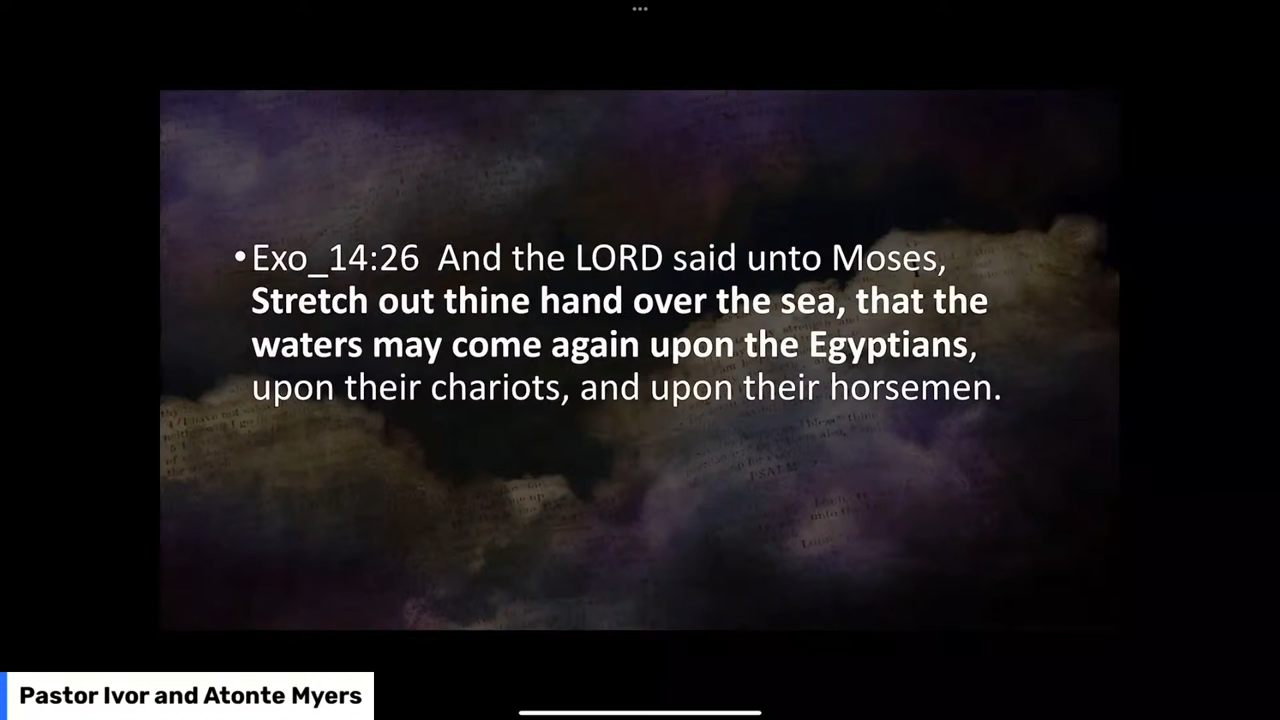 •Exo_14:26  And the LORD said unto Moses,
Stretch out thine hand over the sea, that the
waters may come again upon the Egyptians,
upon their chariots, and upon their horsemen.
PSALM
Pastor Ivor and Atonte Myers